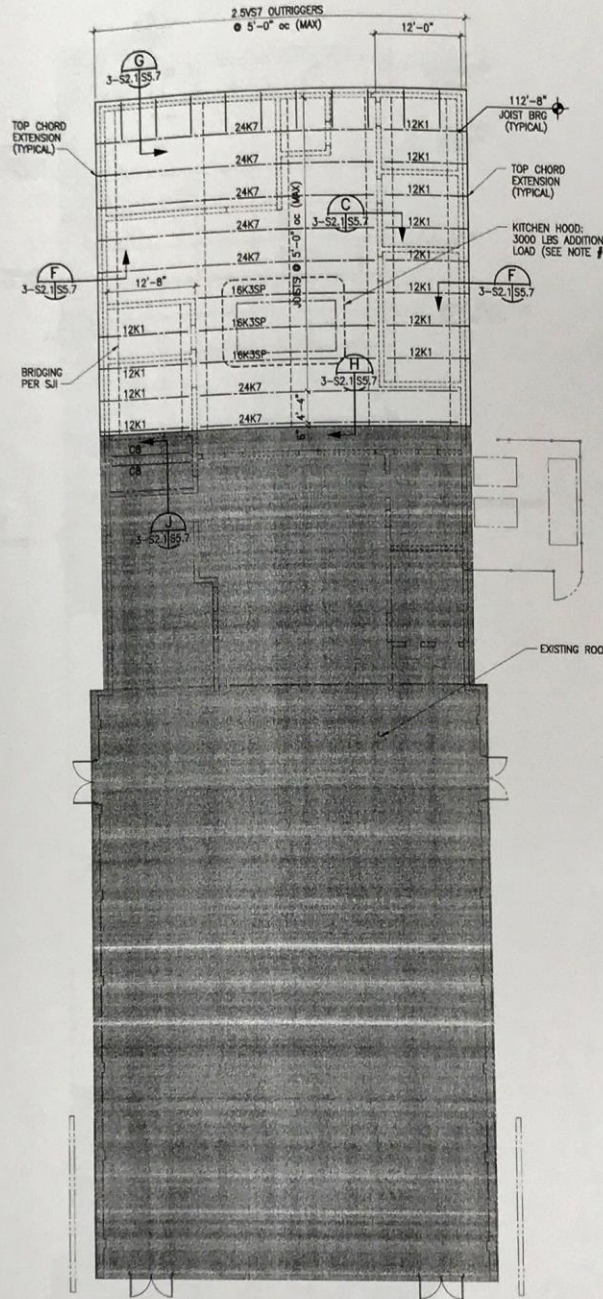 2.5VS7 OUTRIGGERS
@ 5'-0" oc (MAX)
12'-0"
G
3-S2.1 S5.7
112'-8"
JOIST BRG
(TYPICAL)
TOP CHORD
EXTENSION
(TYPICAL)
24K7
12K1
24K7
12K1
TOP CHORD
EXTENSION
(TYPICAL)
24K7
12K1
C
3-S2.1 S5.7
24K7
12K1
KITCHEN HOOD:
3000 LBS ADDITION
LOAD (SEE NOTE #
JOISTS @ 5'-0" oc (MAX)
24K7
12K1
F
3-S2.1 S5.7
F
3-S2.1 S5.7
12'-8"
16K3SP
12K1
12K1
16K3SP
12K1
BRIDGING
PER SJI
12K1
16K3SP
12K1
H
3-S2.1 S5.7
12K1
24K7
4'-4"
12K1
24K7
6"
C8
C8
J
3-S2.1 S5.7
EXISTING ROO